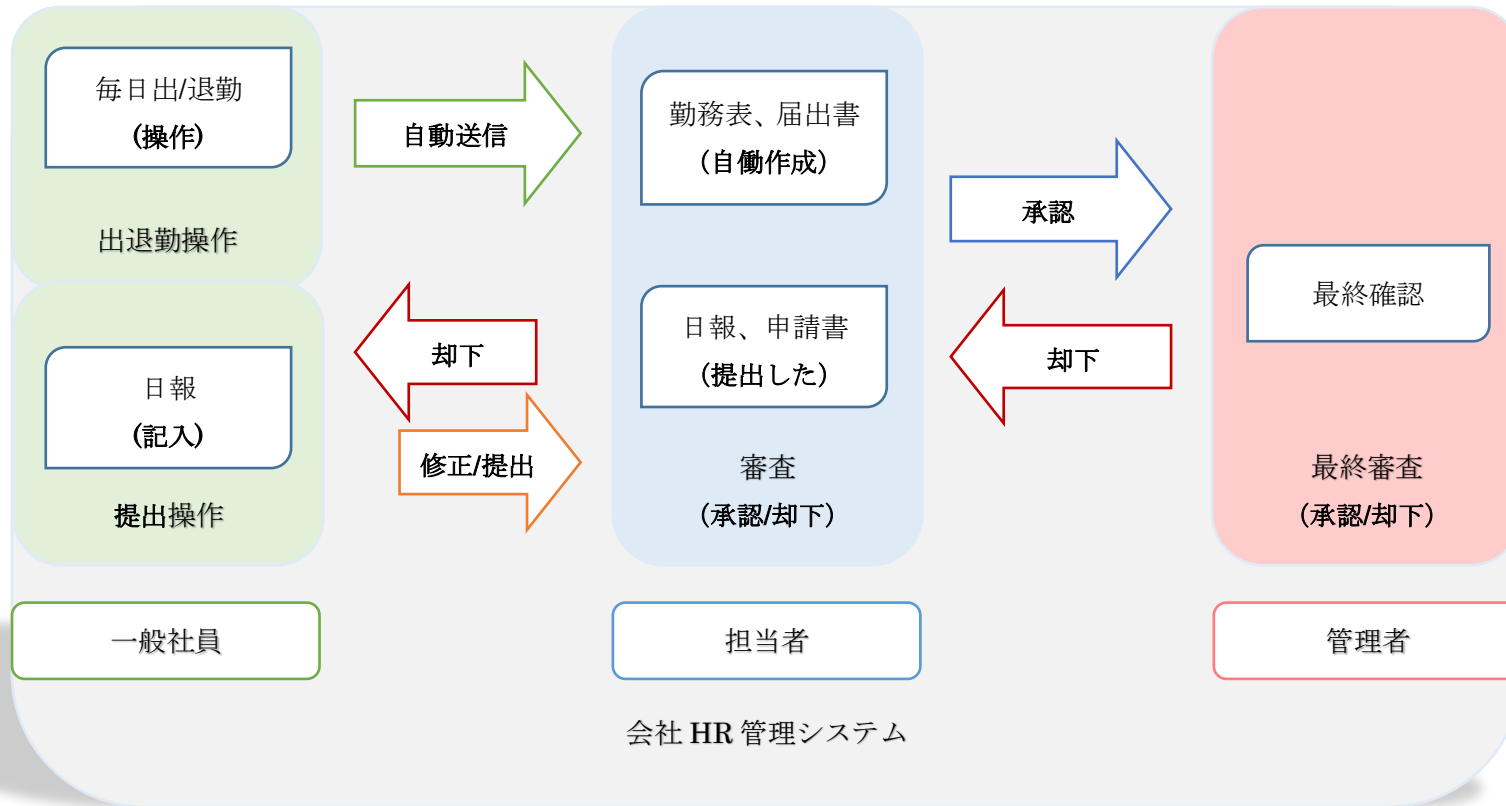 毎日出/退勤
(操作)
出退勤操作
自動送信
勤務表、届出書
(自働作成)
承認
最終確認
却下
日報、申請書
(提出した)
却下
日報
(記入)
修正/提出
提出操作
審査
(承認/却下)
最終審査
(承認/却下)
一般社員
担当者
管理者
会社 HR 管理システム